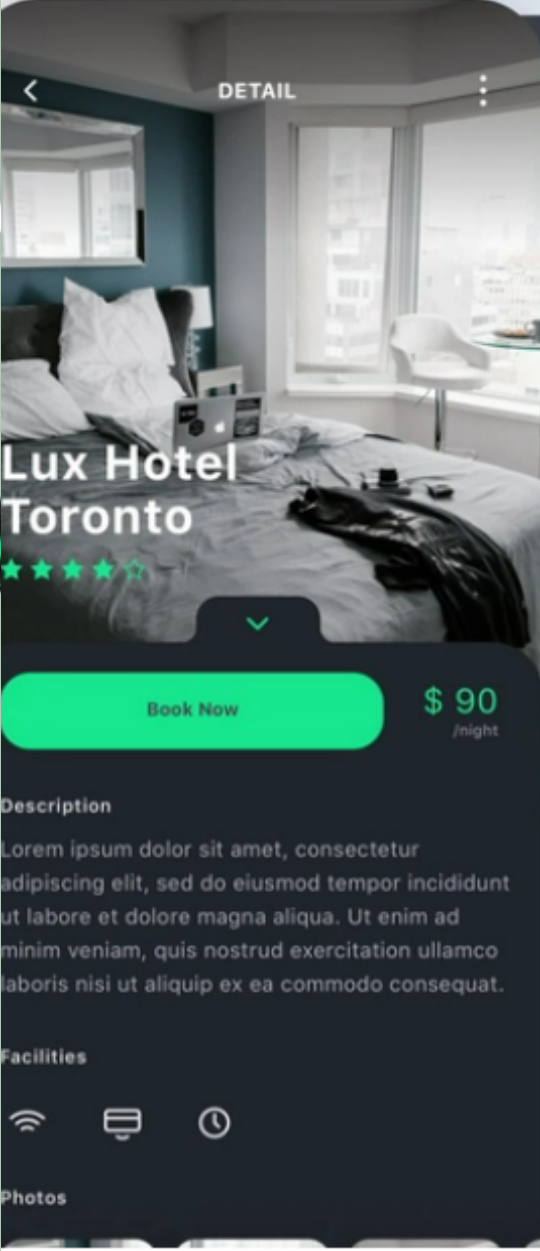 DETAIL
Lux Hotel
Toronto
Book Now
$ 90
/night
Description
Lorem ipsum dolor sit amet, consectetur
adipiscing elit, sed do eiusmod tempor incididunt
ut labore et dolore magna aliqua. Ut enim ad
minim veniam, quis nostrud exercitation ullamco
laboris nisi ut aliquip ex ea commodo consequat.
Facilities
Photos